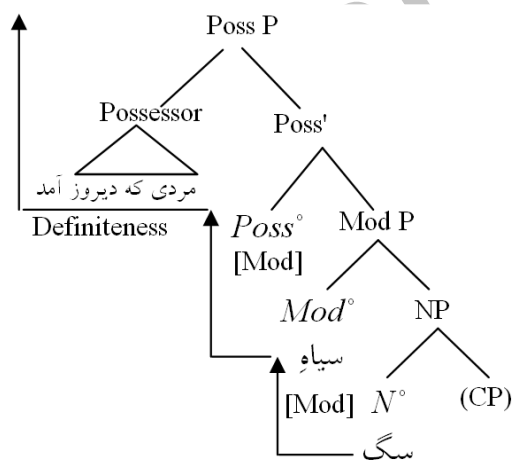 Poss P
Possessor
Poss'
مردی که دیروز آمد
Definiteness
Poss°
Mod P
[Mod]
Mod°
NP
سیاهِ
[Mod]
N°
(CP)
سگ